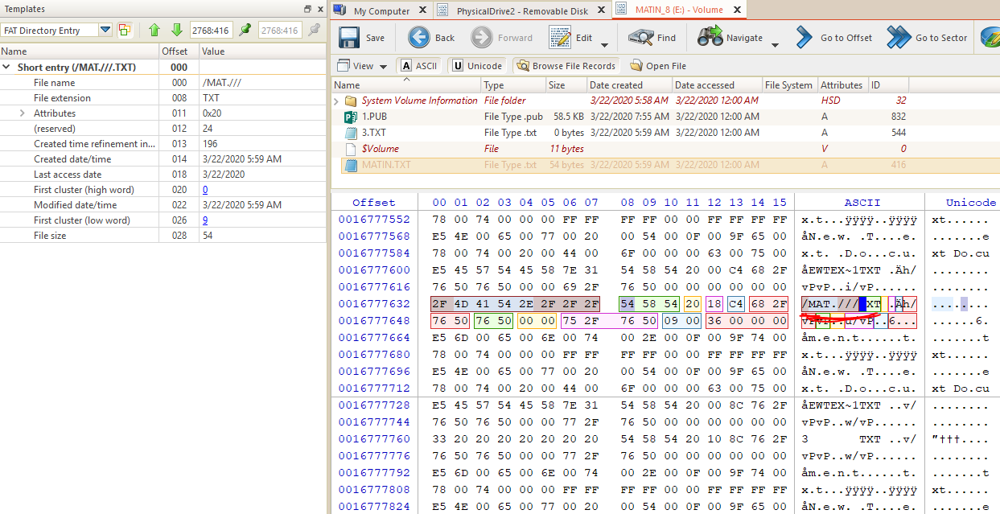 Templates
FAT Directory Entry 2768:416 2768:416
Name Offset Value
Short entry (/MAT.///.TXT) 000
File name 000 /MAT.///
File extension 008 TXT
Attributes 011 0x20
(reserved) 012 24
Created time refinement in... 013 196
Created date/time 014 3/22/2020 5:59 AM
Last access date 018 3/22/2020
First cluster (high word) 020 0
Modified date/time 022 3/22/2020 5:59 AM
First cluster (low word) 026 9
File size 028 54
My Computer PhysicalDrive2 - Removable Disk MATIN_8 (E:) - Volume
Save Back Forward Edit Find Navigate Go to Offset Go to Sector
View A ASCII U Unicode Browse File Records Open File
Name Type Size Date created Date accessed File System Attributes ID
System Volume Information File folder 3/22/2020 5:58 AM 3/22/2020 12:00 AM HSD 32
1.PUB File Type .pub 58.5 KB 3/22/2020 7:55 AM 3/22/2020 12:00 AM A 832
3.TXT File Type .txt 0 bytes 3/22/2020 5:59 AM 3/22/2020 12:00 AM A 544
$Volume File 11 bytes V 0
MATIN.TXT File Type .txt 54 bytes 3/22/2020 5:59 AM 3/22/2020 12:00 AM A 416
Offset 00 01 02 03 04 05 06 07 08 09 10 11 12 13 14 15 ASCII Unicode
0016777552 78 00 74 00 00 00 FF FF FF FF 00 00 FF FF FF FF x.t...ÿÿÿÿ..ÿÿÿÿ xt......
0016777568 E5 4E 00 65 00 77 00 20 00 54 00 0F 00 9F 65 00 åN.e.w. .T....e. .......e
0016777584 78 00 74 00 20 00 44 00 6F 00 00 00 63 00 75 00 x.t. .D.o...c.u. xt Do.cu
0016777600 E5 45 57 54 45 58 7E 31 54 58 54 20 00 C4 68 2F åEWTEX~1TXT .Äh/ ........
0016777616 76 50 76 50 00 00 69 2F 76 50 00 00 00 00 00 00 vPvP..i/vP...... ........
0016777632 2F 4D 41 54 2E 2F 2F 2F 54 58 54 20 18 C4 68 2F /MAT.///XT .Äh/ ........
0016777648 76 50 76 50 00 00 75 2F 76 50 09 00 36 00 00 00 vPvP..u/vP..6... ......6.
0016777664 E5 6D 00 65 00 6E 00 74 00 2E 00 0F 00 9F 74 00 åm.e.n.t......t. .......t
0016777680 78 00 74 00 00 00 FF FF FF FF 00 00 FF FF FF FF x.t...ÿÿÿÿ..ÿÿÿÿ xt......
0016777696 E5 4E 00 65 00 77 00 20 00 54 00 0F 00 9F 65 00 åN.e.w. .T....e. .......e
0016777712 78 00 74 00 20 00 44 00 6F 00 00 00 63 00 75 00 x.t. .D.o...c.u. xt Do.cu
0016777728 E5 45 57 54 45 58 7E 31 54 58 54 20 00 8C 76 2F åEWTEX~1TXT ..v/ ........
0016777744 76 50 76 50 00 00 77 2F 76 50 00 00 00 00 00 00 vPvP..w/vP...... ........
0016777760 33 20 20 20 20 20 20 20 54 58 54 20 10 8C 76 2F 3 TXT ..v/ "†††....
0016777776 76 50 76 50 00 00 77 2F 76 50 00 00 00 00 00 00 vPvP..w/vP...... ........
0016777792 E5 6D 00 65 00 6E 00 74 00 2E 00 0F 00 9F 74 00 åm.e.n.t......t. .......t
0016777808 78 00 74 00 00 00 FF FF FF FF 00 00 FF FF FF FF x.t...ÿÿÿÿ..ÿÿÿÿ xt......
0016777824 E5 4E 00 65 00 77 00 20 00 54 00 0F 00 9F 65 00 åN.e.w. .T....e. .......e